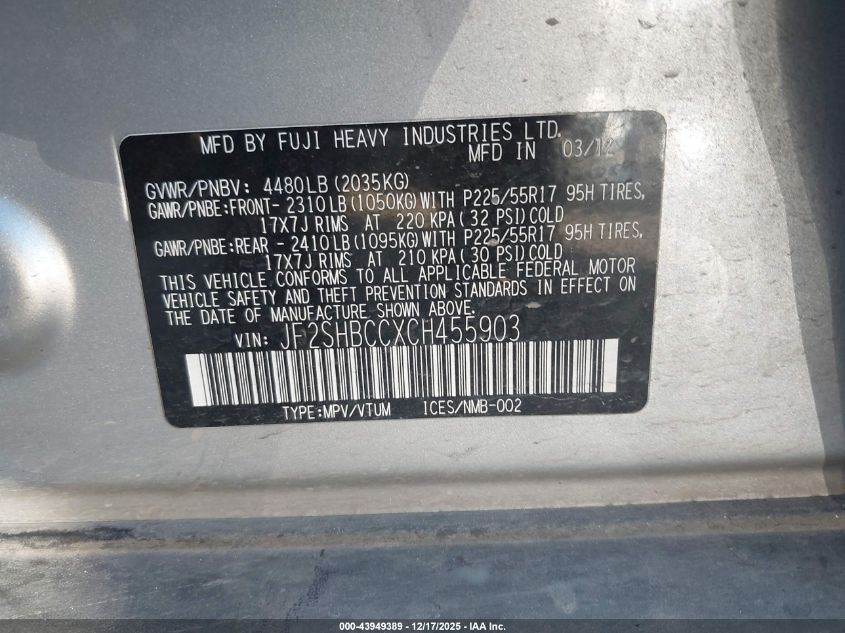 MFD BY FUJI HEAVY INDUSTRIES LTD.
MFD IN 03/12
GVWR/PNBV: 4480LB(2035KG)
GAWR/PNBE:FRONT- 2310LB(1050KG)WITH P225/55R17 95H TIRES,
17X7J RIMS AT 220 KPA(32 PSI)COLD
GAWR/PNBE:REAR - 2410LB(1095KG)WITH P225/55R17 95H TIRES,
17X7J RIMS AT 210 KPA(30 PSI)COLD
THIS VEHICLE CONFORMS TO ALL APPLICABLE FEDERAL MOTOR
VEHICLE SAFETY AND THEFT PREVENTION STANDARDS IN EFFECT ON
THE DATE OF MANUFACTURE SHOWN ABOVE.
VIN: JF2SHBCCXCH455903
TYPE:MPV/VTUM ICES/NMB-002
000-43949389 - 12/17/2025 - IAA Inc.